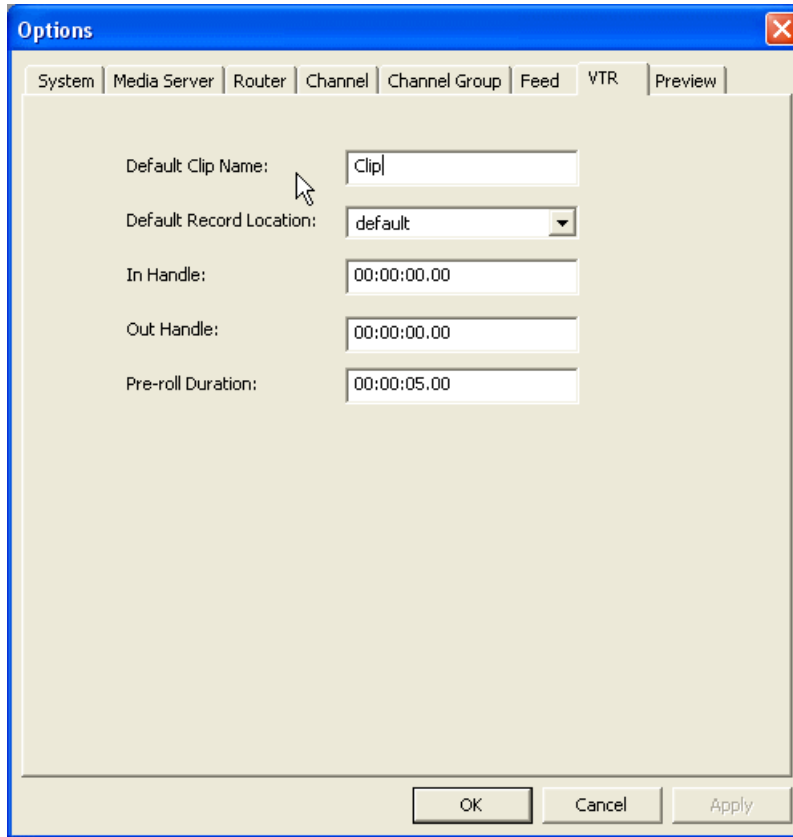 Options
System Media Server Router Channel Channel Group Feed VTR Preview
Default Clip Name: Clip
Default Record Location: default
In Handle: 00:00:00.00
Out Handle: 00:00:00.00
Pre-roll Duration: 00:00:05.00
OK Cancel Apply